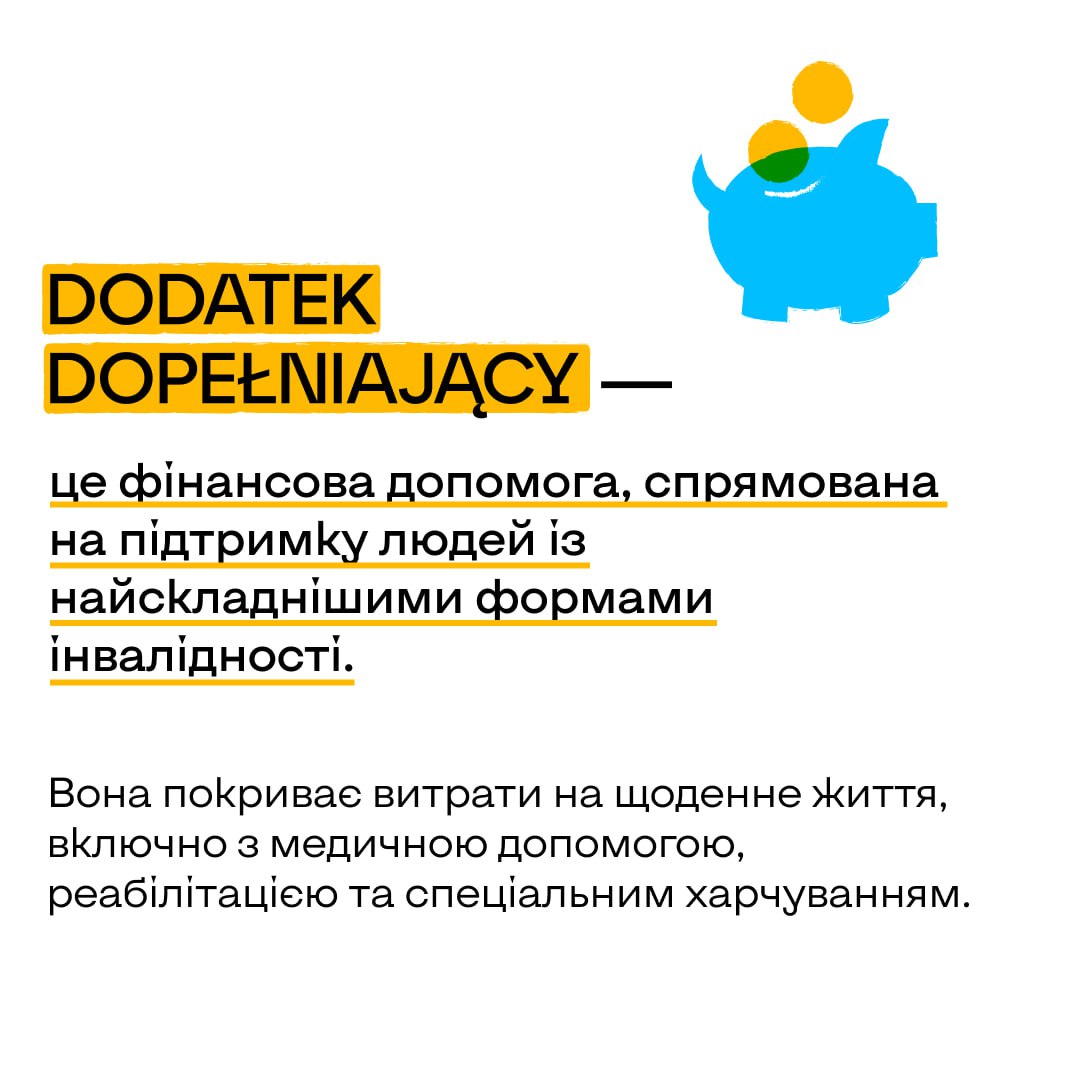 DODATEK
DOPEŁNIAJĄCY —
це фінансова допомога, спрямована
на підтримку людей із
найскладнішими формами
інвалідності.
Вона покриває витрати на щоденне життя,
включно з медичною допомогою,
реабілітацією та спеціальним харчуванням.